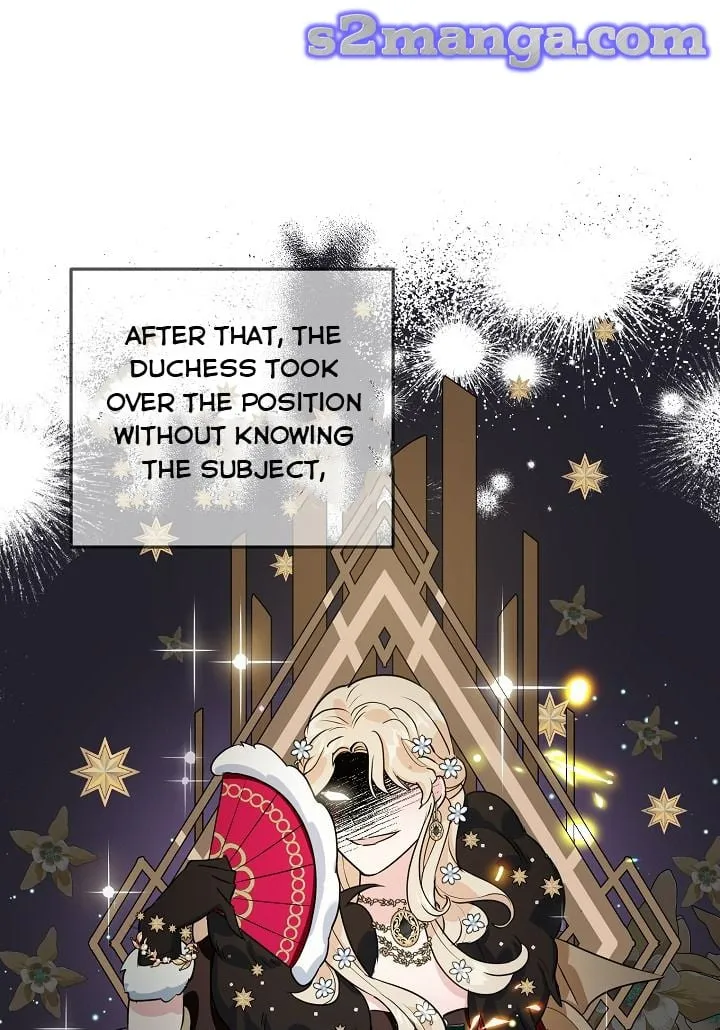 s2manga.com
AFTER THAT, THE
DUCHESS TOOK
OVER THE POSITION
WITHOUT KNOWING
THE SUBJECT,